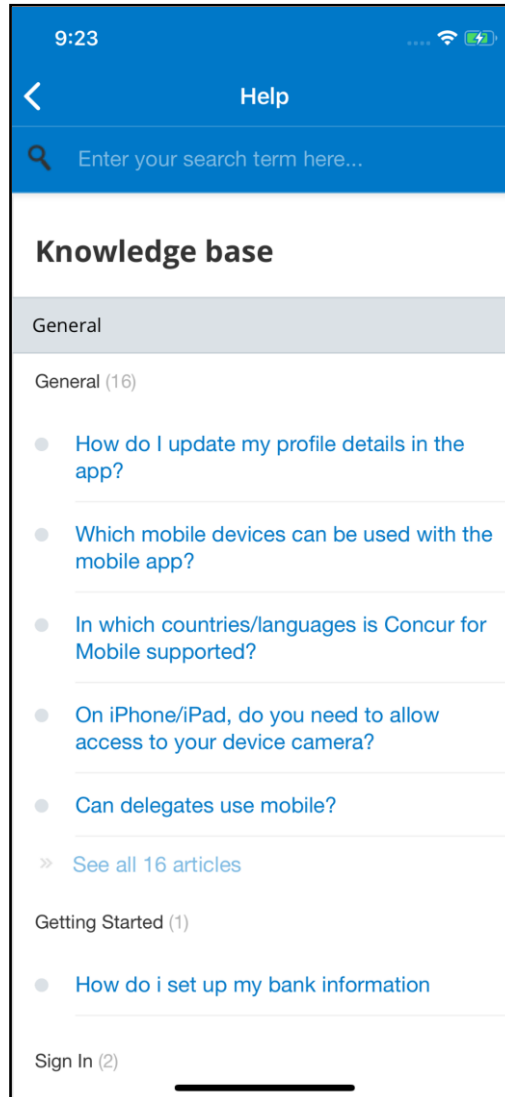 9:23
Help
Enter your search term here...
Knowledge base
General
General (16)
How do I update my profile details in the
app?
Which mobile devices can be used with the
mobile app?
In which countries/languages is Concur for
Mobile supported?
On iPhone/iPad, do you need to allow
access to your device camera?
Can delegates use mobile?
» See all 16 articles
Getting Started (1)
How do i set up my bank information
Sign In (2)